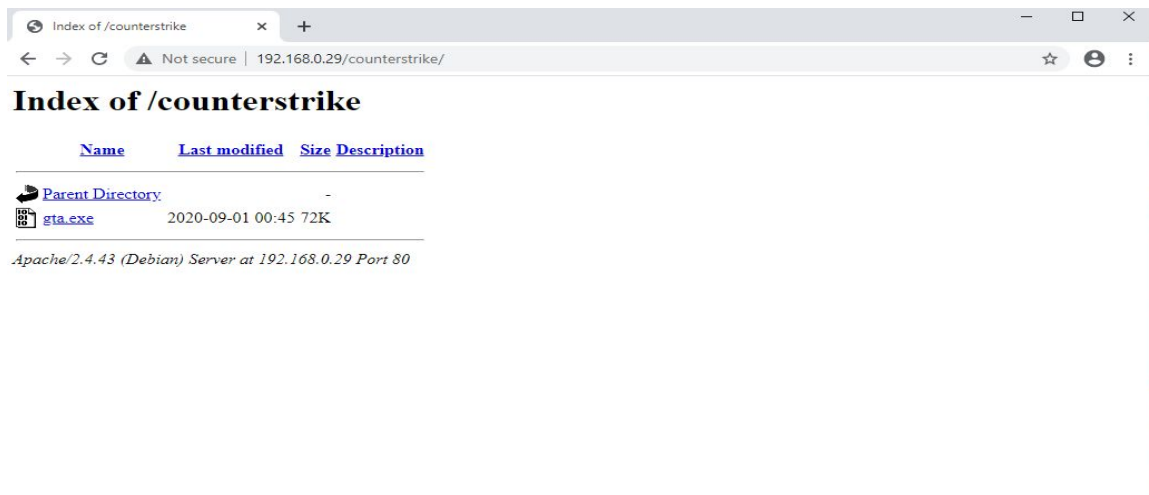 Index of /counterstrike
Not secure | 192.168.0.29/counterstrike/
Index of /counterstrike
Name Last modified Size Description
Parent Directory -
gta.exe 2020-09-01 00:45 72K
Apache/2.4.43 (Debian) Server at 192.168.0.29 Port 80